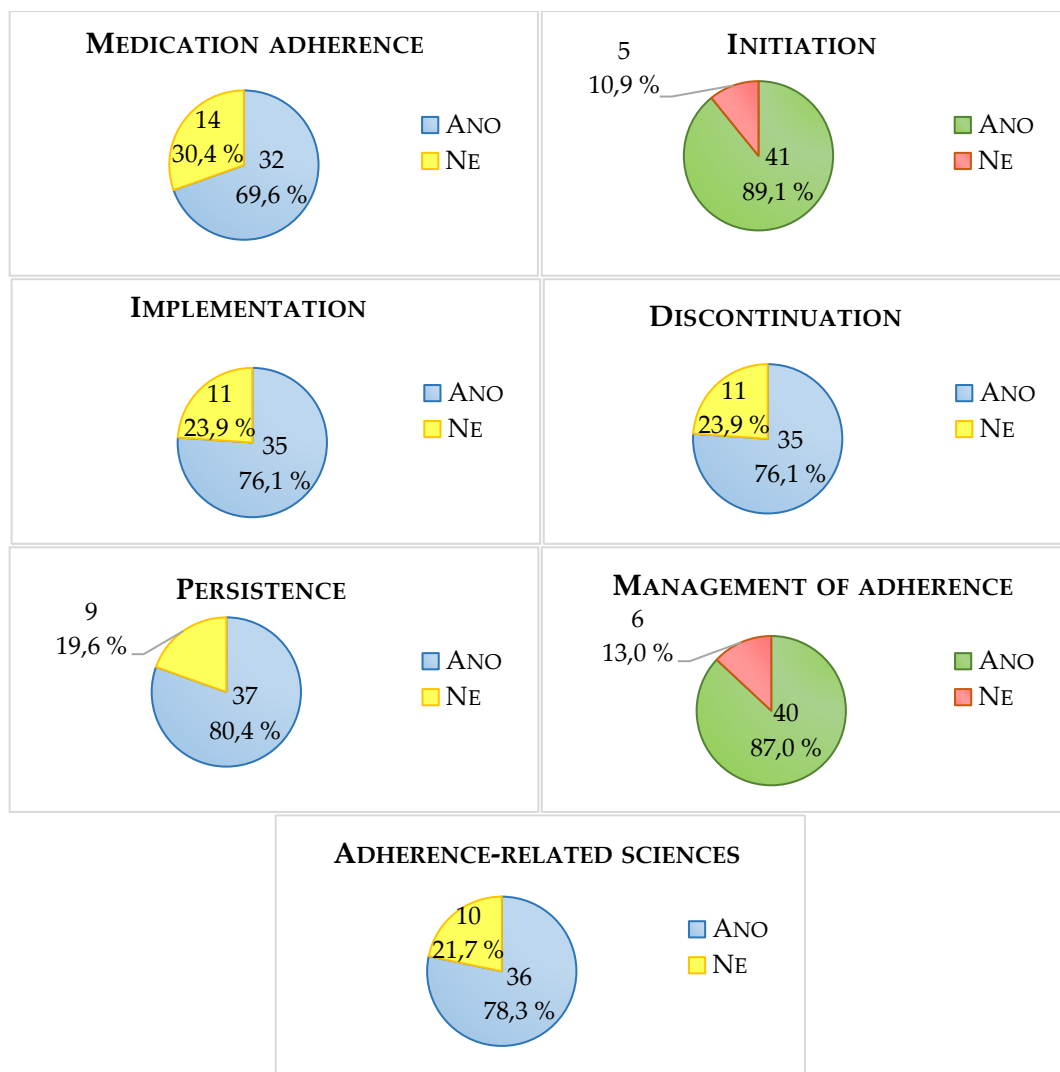 MEDICATION ADHERENCE
14
30,4 %
32
69,6 %
ANO
NE
INITIATION
5
10,9 %
41
89,1 %
ANO
NE
IMPLEMENTATION
11
23,9 %
35
76,1 %
ANO
NE
DISCONTINUATION
11
23,9 %
35
76,1 %
ANO
NE
PERSISTENCE
9
19,6 %
37
80,4 %
ANO
NE
MANAGEMENT OF ADHERENCE
6
13,0 %
40
87,0 %
ANO
NE
ADHERENCE-RELATED SCIENCES
10
21,7 %
36
78,3 %
ANO
NE